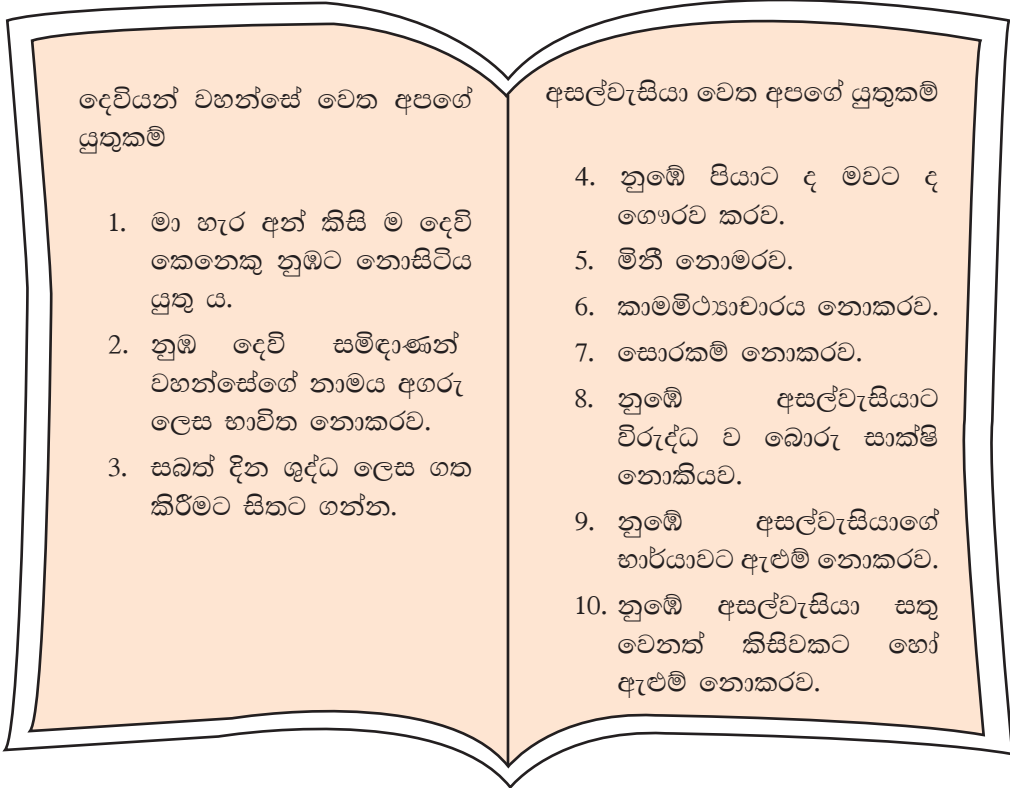 දෙවියන් වහන්සේ වෙත අපගේ
යුතුකම්
1. මා හැර අන් කිසි ම දෙවි
කෙනෙකු නුඹට නොසිටිය
යුතු ය.
2. නුඹ දෙවි සමිඳාණන්
වහන්සේගේ නාමය අගරු
ලෙස භාවිත නොකරව.
3. සබත් දින ශුද්ධ ලෙස ගත
කිරීමට සිතට ගන්න.
අසල්වැසියා වෙත අපගේ යුතුකම්
4. නුඹේ පියාට ද මවට ද
ගෞරව කරව.
5. මිනී නොමරව.
6. කාමමිථ්‍යාචාරය නොකරව.
7. සොරකම් නොකරව.
8. නුඹේ අසල්වැසියාට
විරුද්ධ ව බොරු සාක්ෂි
නොකියව.
9. නුඹේ අසල්වැසියාගේ
භාර්යාවට ඇළුම් නොකරව.
10. නුඹේ අසල්වැසියා සතු
වෙනත් කිසිවකට හෝ
ඇළුම් නොකරව.